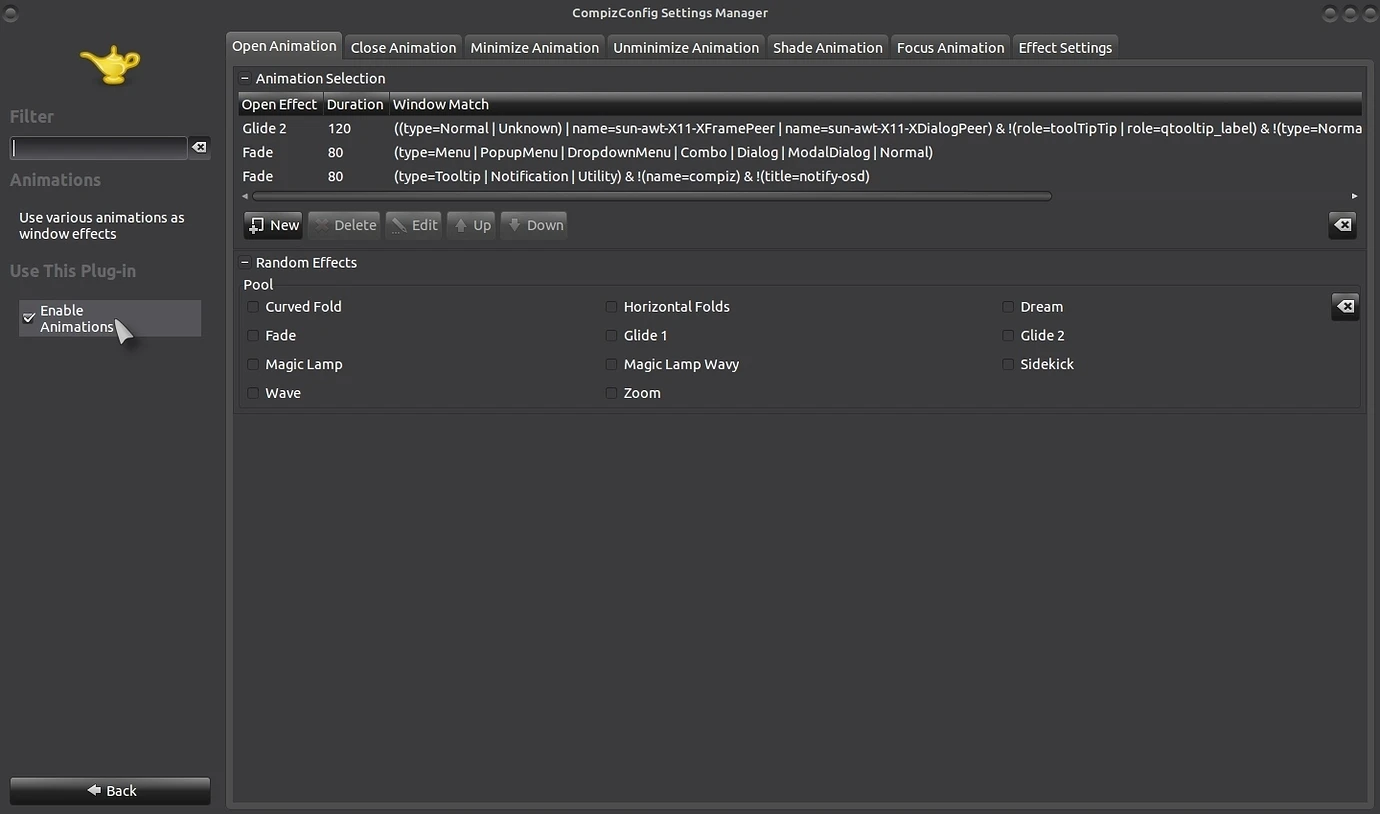 CompizConfig Settings Manager
Filter
Animations
Use various animations as
window effects
Use This Plug-in
Enable
Animations
Back
Open Animation Close Animation Minimize Animation Unminimize Animation Shade Animation Focus Animation Effect Settings
Animation Selection
Open Effect Duration Window Match
Glide 2 120 ((type=Normal | Unknown) | name=sun-awt-X11-XFramePeer | name=sun-awt-X11-XDialogPeer) & !(role=toolTipTip | role=qtooltip_label) & !(type=Norma
Fade 80 (type=Menu | PopupMenu | DropdownMenu | Combo | Dialog | ModalDialog | Normal)
Fade 80 (type=Tooltip | Notification | Utility) & !(name=compiz) & !(title=notify-osd)
New Delete Edit Up Down
Random Effects
Pool
Curved Fold Horizontal Folds Dream
Fade Glide 1 Glide 2
Magic Lamp Magic Lamp Wavy Sidekick
Wave Zoom